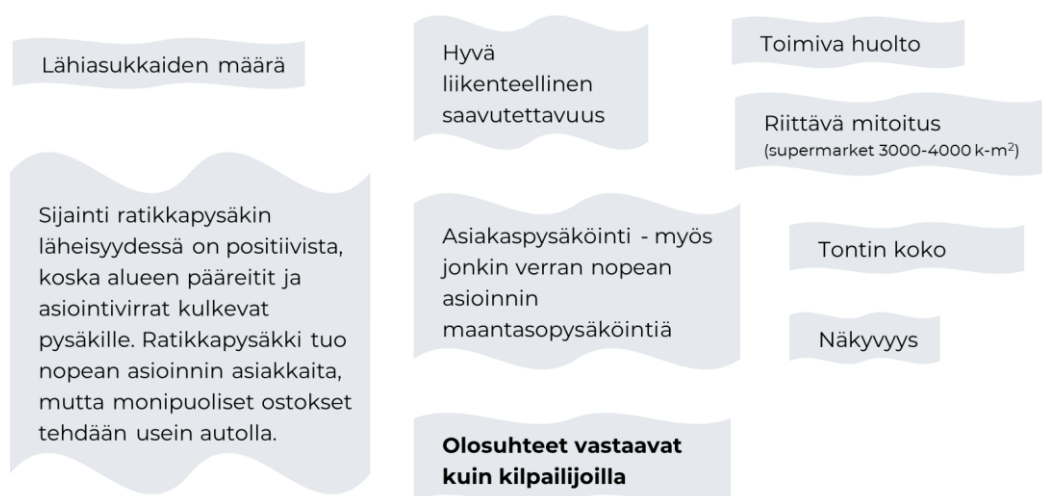 Lähiasukkaiden määrä
Sijainti ratikkapysäkin
läheisyydessä on positiivista,
koska alueen pääreitit ja
asiointivirrat kulkevat
pysäkille. Ratikkapysäkki tuo
nopean asioinnin asiakkaita,
mutta monipuoliset ostokset
tehdään usein autolla.
Hyvä
liikenteellinen
saavutettavuus
Asiakaspysäköinti - myös
jonkin verran nopean
asioinnin
maantasopysäköintiä
Olosuhteet vastaavat
kuin kilpailijoilla
Toimiva huolto
Riittävä mitoitus
(supermarket 3000-4000 k-m²)
Tontin koko
Näkyvyys